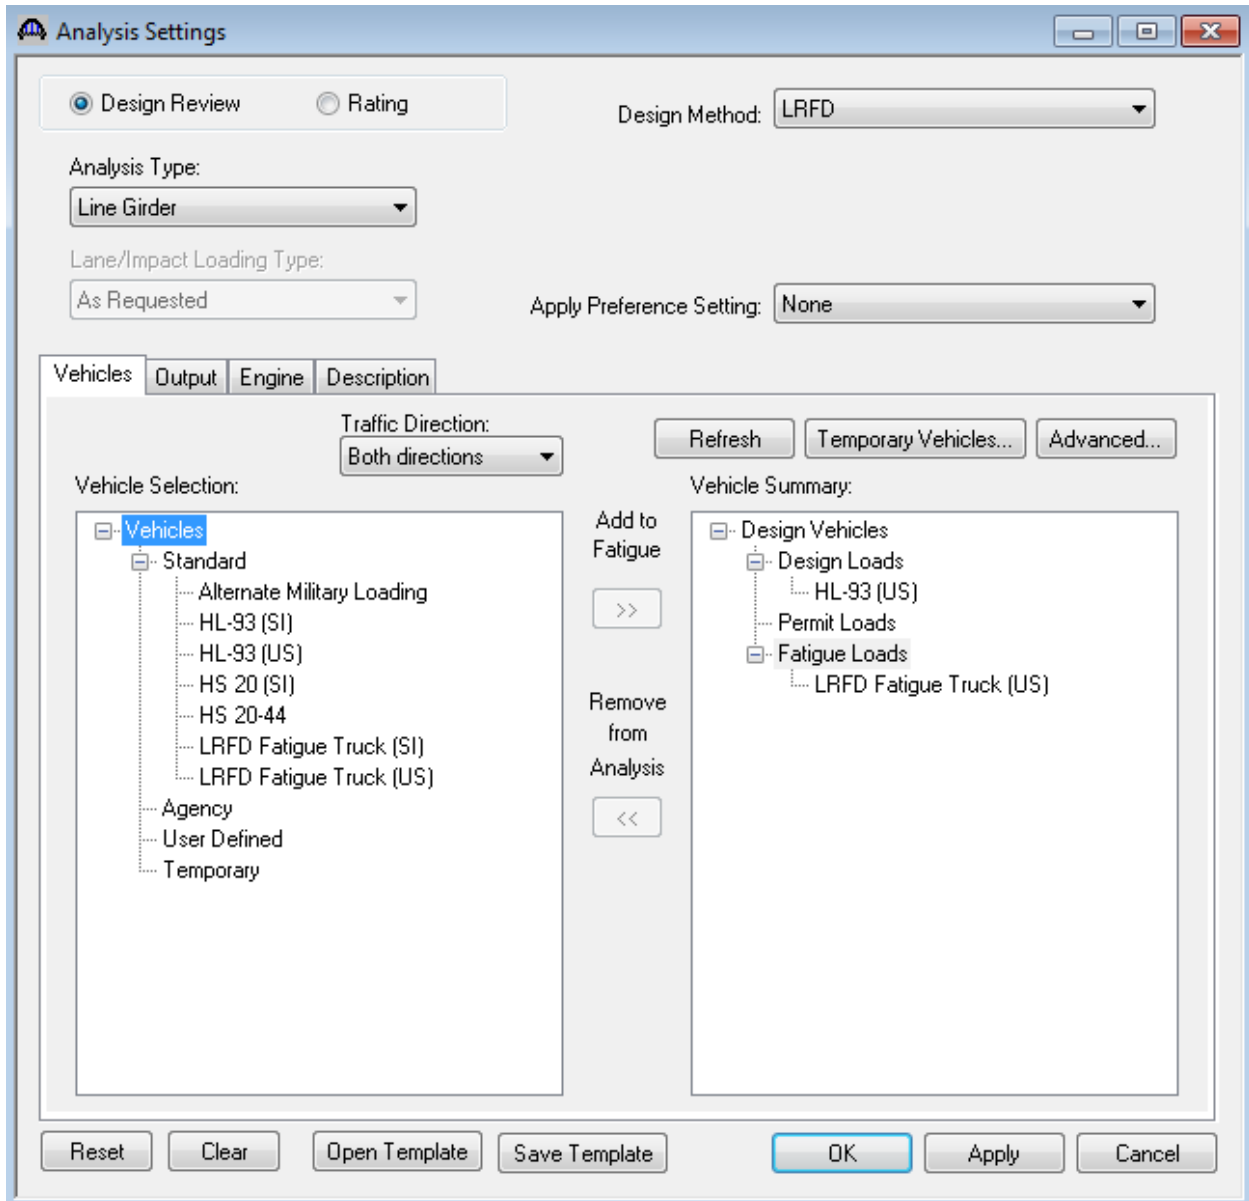 Analysis Settings
Design Review
Rating
Design Method:
LRFD
Analysis Type:
Line Girder
Lane/Impact Loading Type:
As Requested
Apply Preference Setting:
None
Vehicles
Output
Engine
Description
Traffic Direction:
Both directions
Refresh
Temporary Vehicles...
Advanced...
Vehicle Selection:
Vehicles
Standard
Alternate Military Loading
HL-93 (SI)
HL-93 (US)
HS 20 (SI)
HS 20-44
LRFD Fatigue Truck (SI)
LRFD Fatigue Truck (US)
Agency
User Defined
Temporary
Add to
Fatigue
>>
Remove
from
Analysis
<<
Vehicle Summary:
Design Vehicles
Design Loads
HL-93 (US)
Permit Loads
Fatigue Loads
LRFD Fatigue Truck (US)
Reset
Clear
Open Template
Save Template
OK
Apply
Cancel